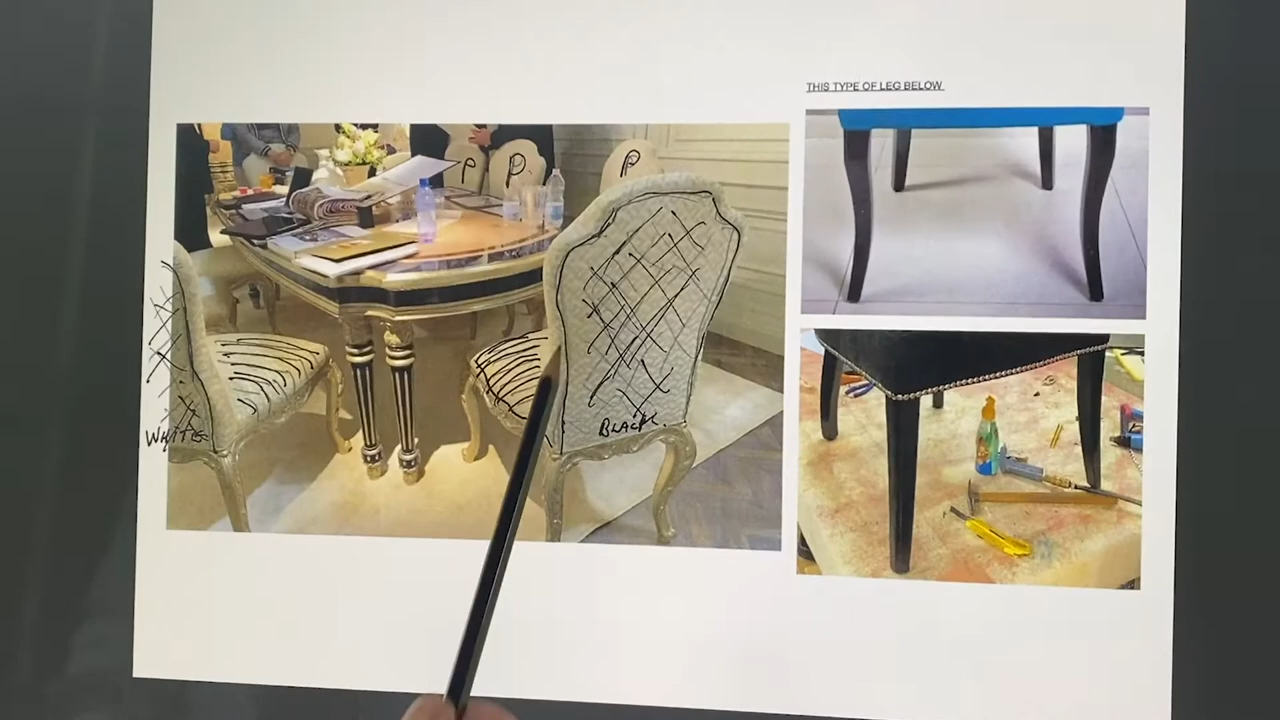 THIS TYPE OF LEG BELOW
P
P
P
WHITE
BLACK.